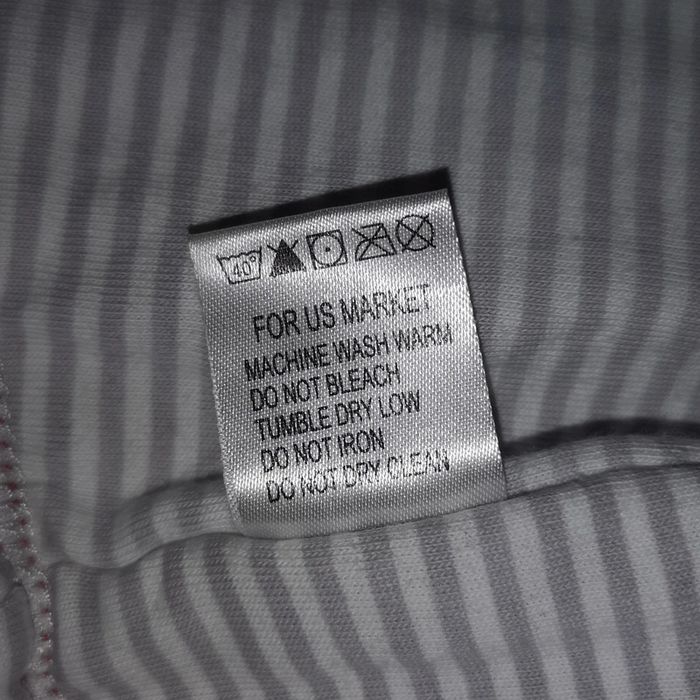 40°
FOR US MARKET
MACHINE WASH WARM
DO NOT BLEACH
TUMBLE DRY LOW
DO NOT IRON
DO NOT DRY CLEAN